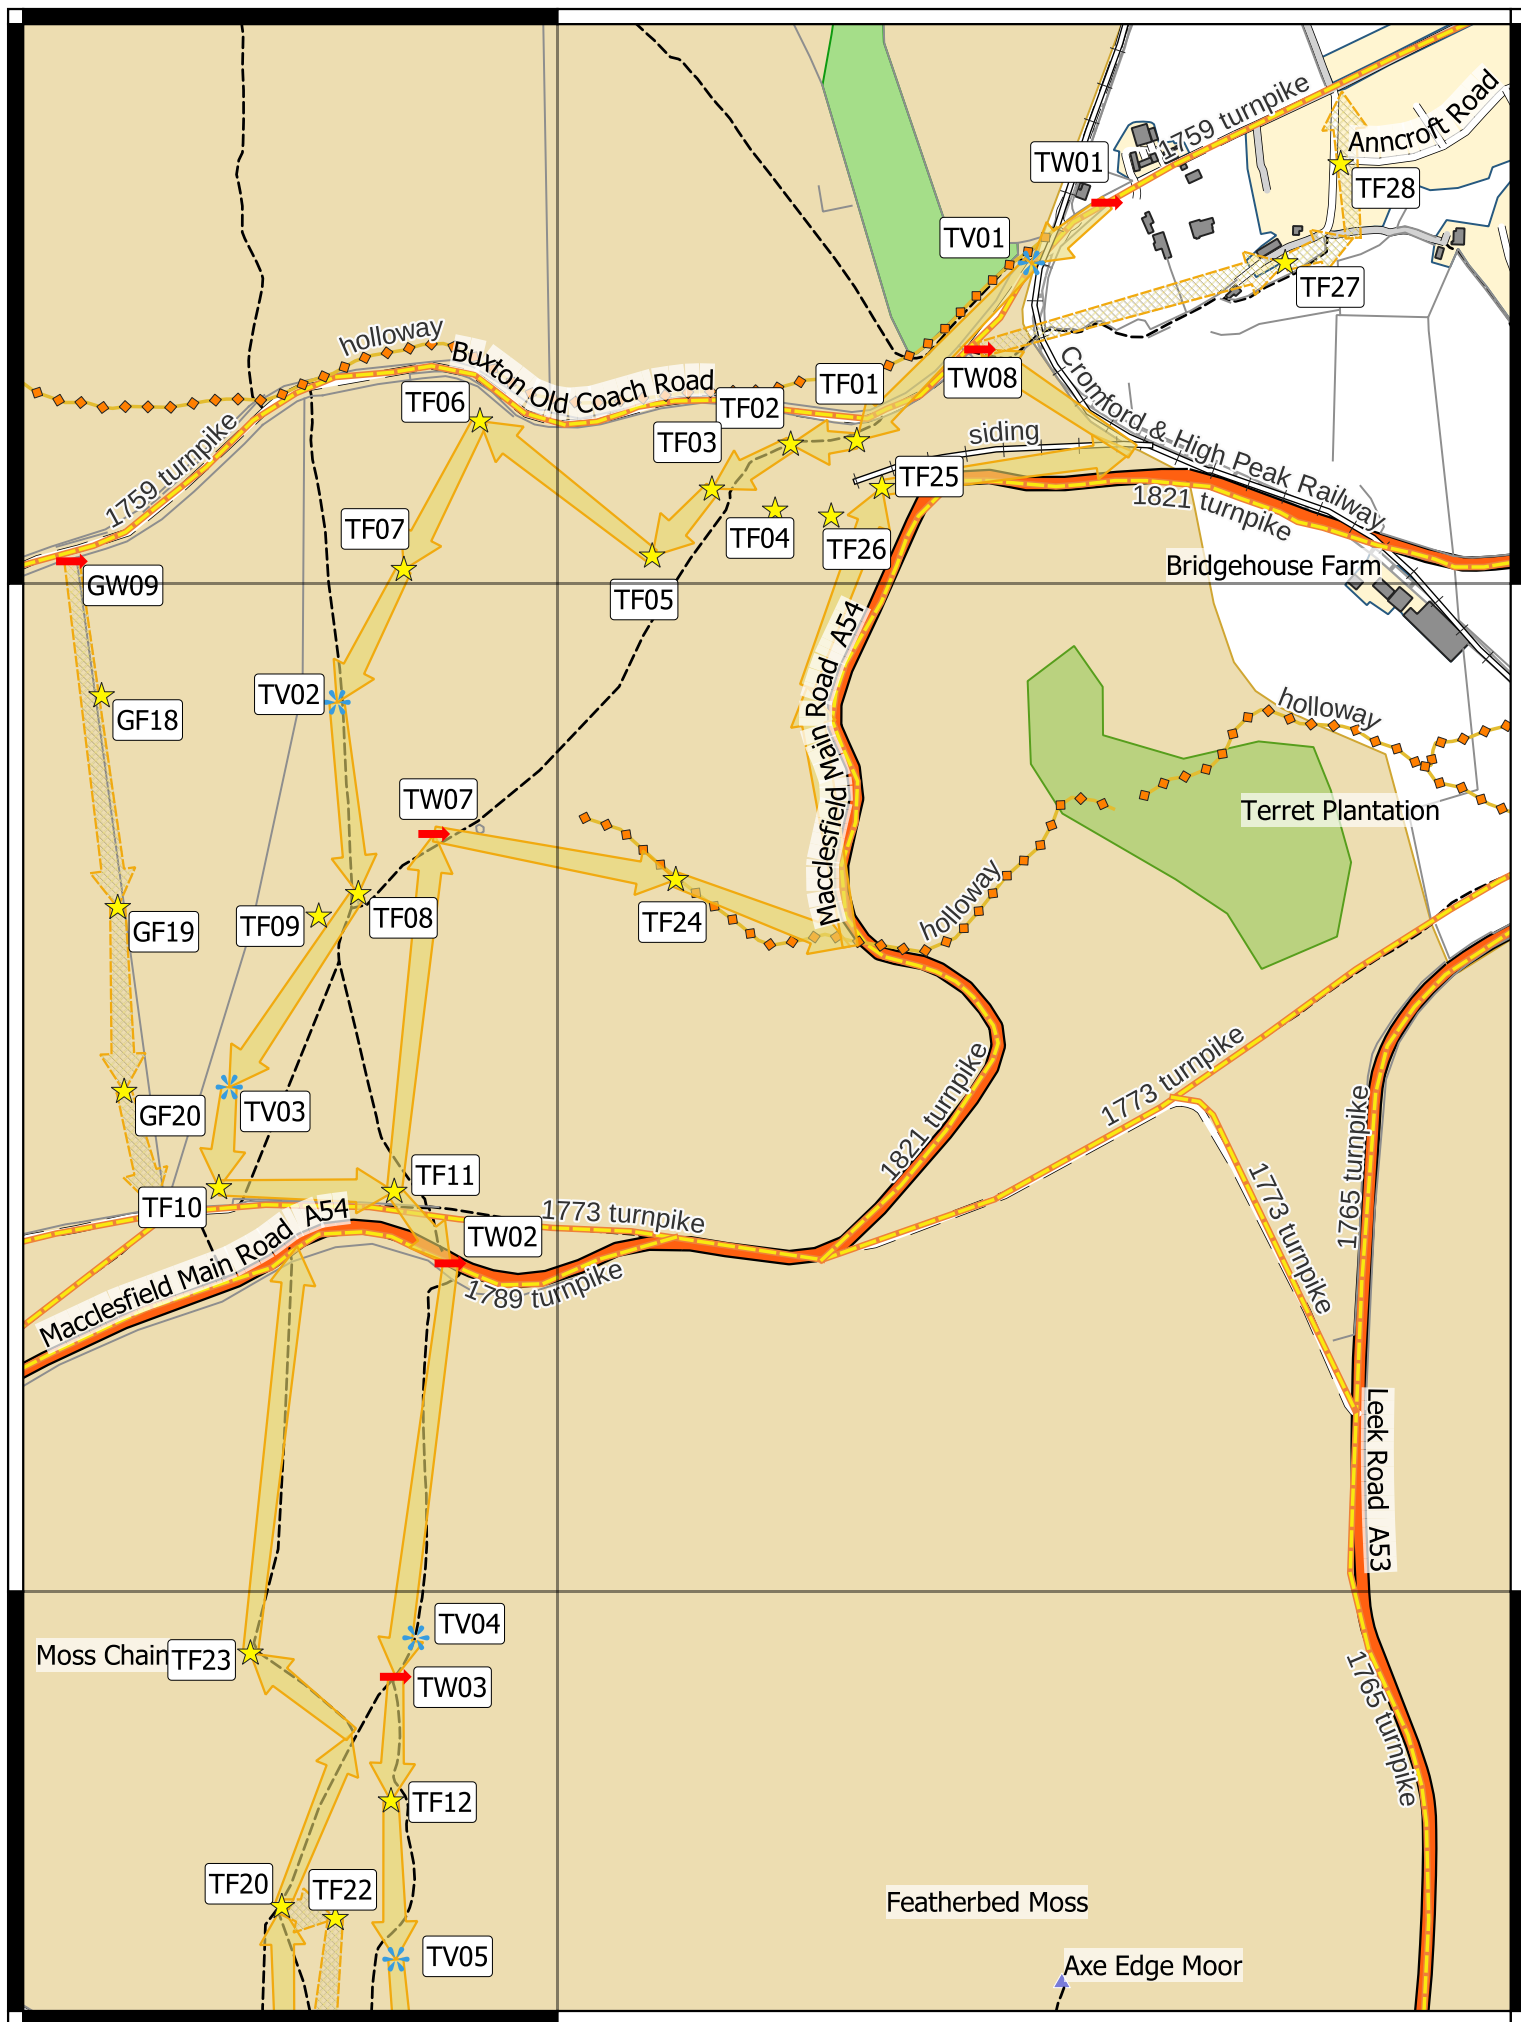 1759 turnpike
Anncroft Road
TW01
TF28
TV01
TF27
holloway
Buxton Old Coach Road
TF01
TW08
TF06
TF02
Cromford & High Peak Railway
siding
TF03
TF25
1759 turnpike
1821 turnpike
TF07
TF04
TF26
Bridgehouse Farm
GW09
TF05
Macclesfield Main Road A54
TV02
GF18
holloway
TW07
Terret Plantation
TF09
TF08
TF24
GF19
holloway
1773 turnpike
1821 turnpike
TV03
GF20
1765 turnpike
TF11
TF10
1773 turnpike
1773 turnpike
TW02
Macclesfield Main Road A54
1789 turnpike
Leek Road A53
TV04
Moss Chain
TF23
TW03
1765 turnpike
TF12
TF20
TF22
Featherbed Moss
TV05
Axe Edge Moor